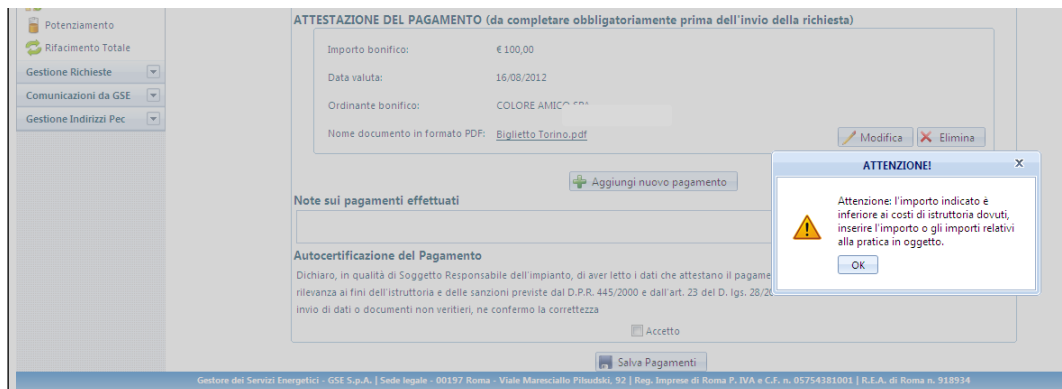 Potenziamento
Rifacimento Totale
Gestione Richieste
Comunicazioni da GSE
Gestione Indirizzi Pec
ATTESTAZIONE DEL PAGAMENTO (da completare obbligatoriamente prima dell'invio della richiesta)
Importo bonifico: € 100,00
Data valuta: 16/08/2012
Ordinante bonifico: COLORE AMICO
Nome documento in formato PDF: Biglietto Torino.pdf
Modifica Elimina
Aggiungi nuovo pagamento
Note sui pagamenti effettuati
Autocertificazione del Pagamento
Dichiaro, in qualità di Soggetto Responsabile dell'impianto, di aver letto i dati che attestano il pagame
rilevanza ai fini dell'istruttoria e delle sanzioni previste dal D.P.R. 445/2000 e dall'art. 23 del D. lgs. 28/20
invio di dati o documenti non veritieri, ne confermo la correttezza
Accetto
Salva Pagamenti
ATTENZIONE! X
Attenzione: l'importo indicato è
inferiore ai costi di istruttoria dovuti,
inserire l'importo o gli importi relativi
alla pratica in oggetto.
OK
Gestore dei Servizi Energetici - GSE S.p.A. | Sede legale - 00197 Roma - Viale Maresciallo Pilsudski, 92 | Reg. Imprese di Roma P. IVA e C.F. n. 05754381001 | R.E.A. di Roma n. 918934